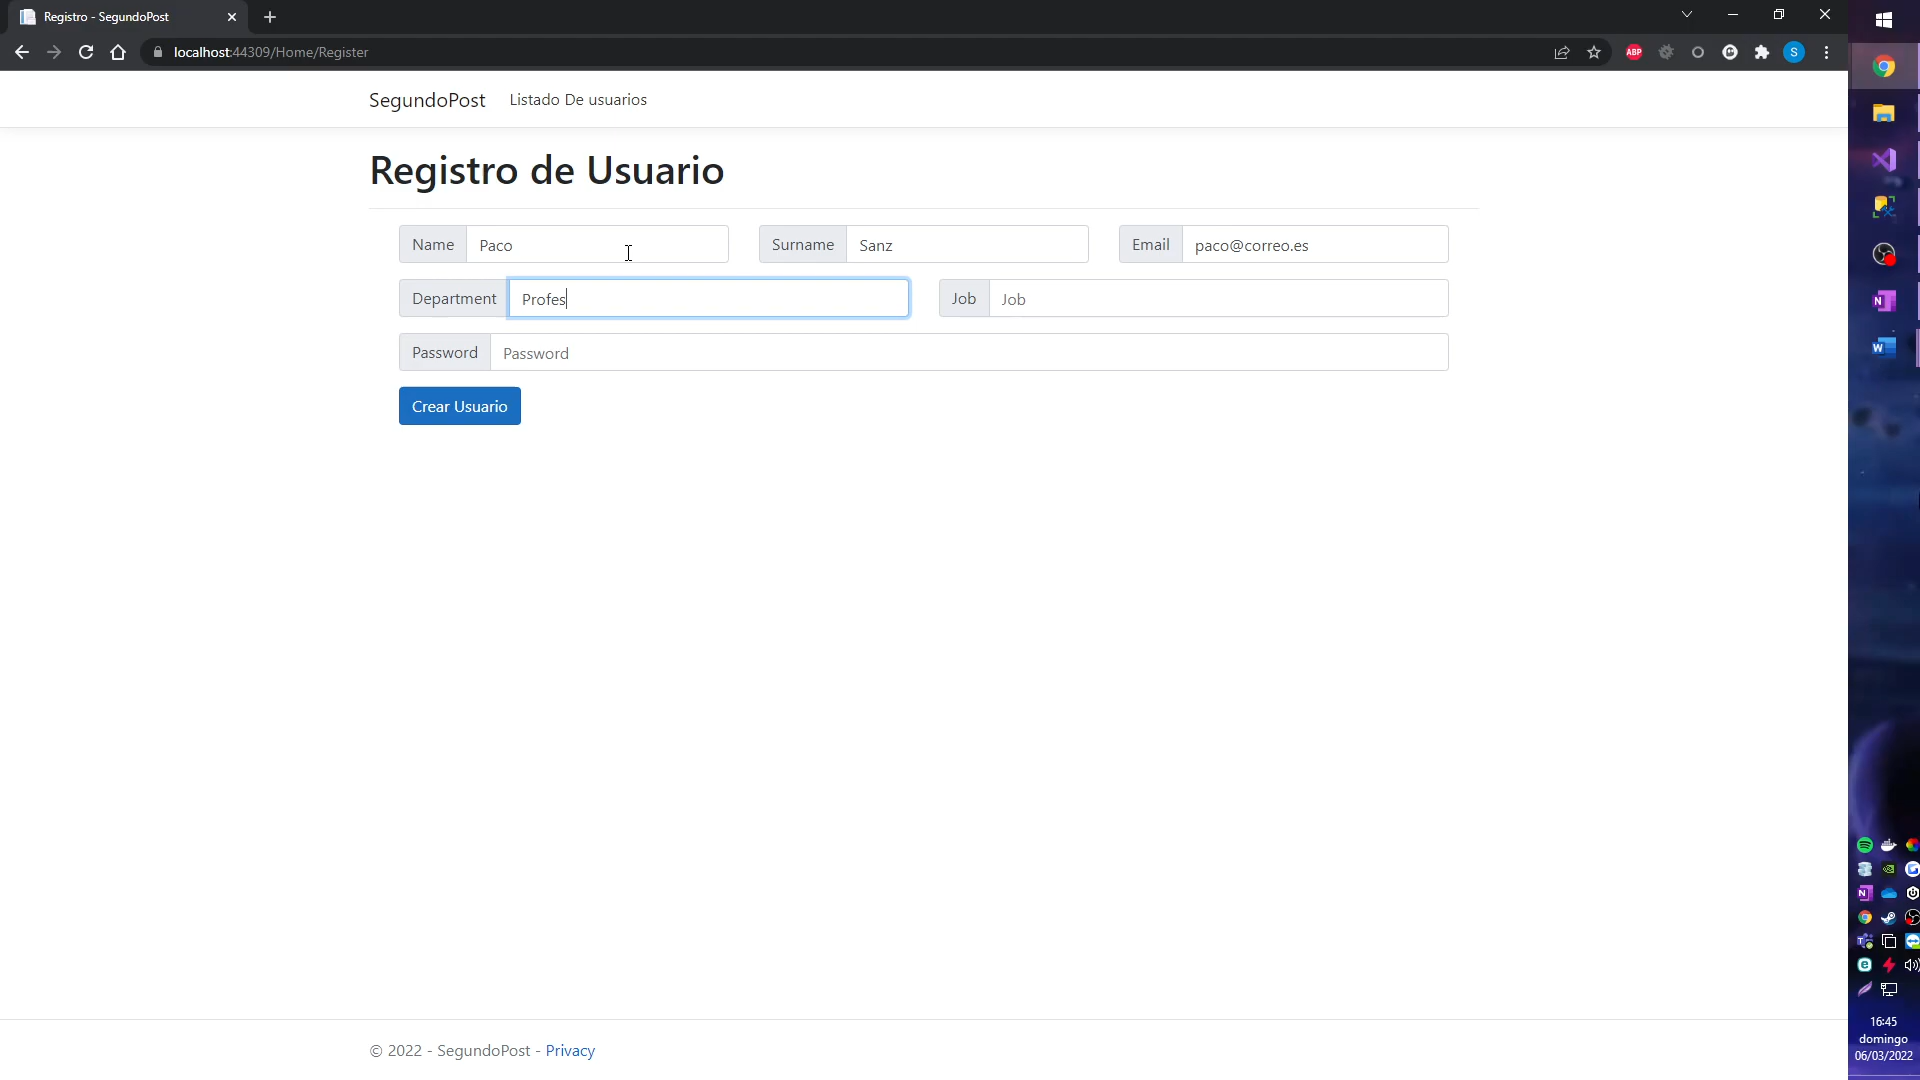 Registro - SegundoPost
localhost:44309/Home/Register
ABP
S
SegundoPost Listado De usuarios
Registro de Usuario
Name Paco Surname Sanz Email paco@correo.es
Department Profes Job Job
Password Password
Crear Usuario
© 2022 - SegundoPost - Privacy
16:45
domingo
06/03/2022